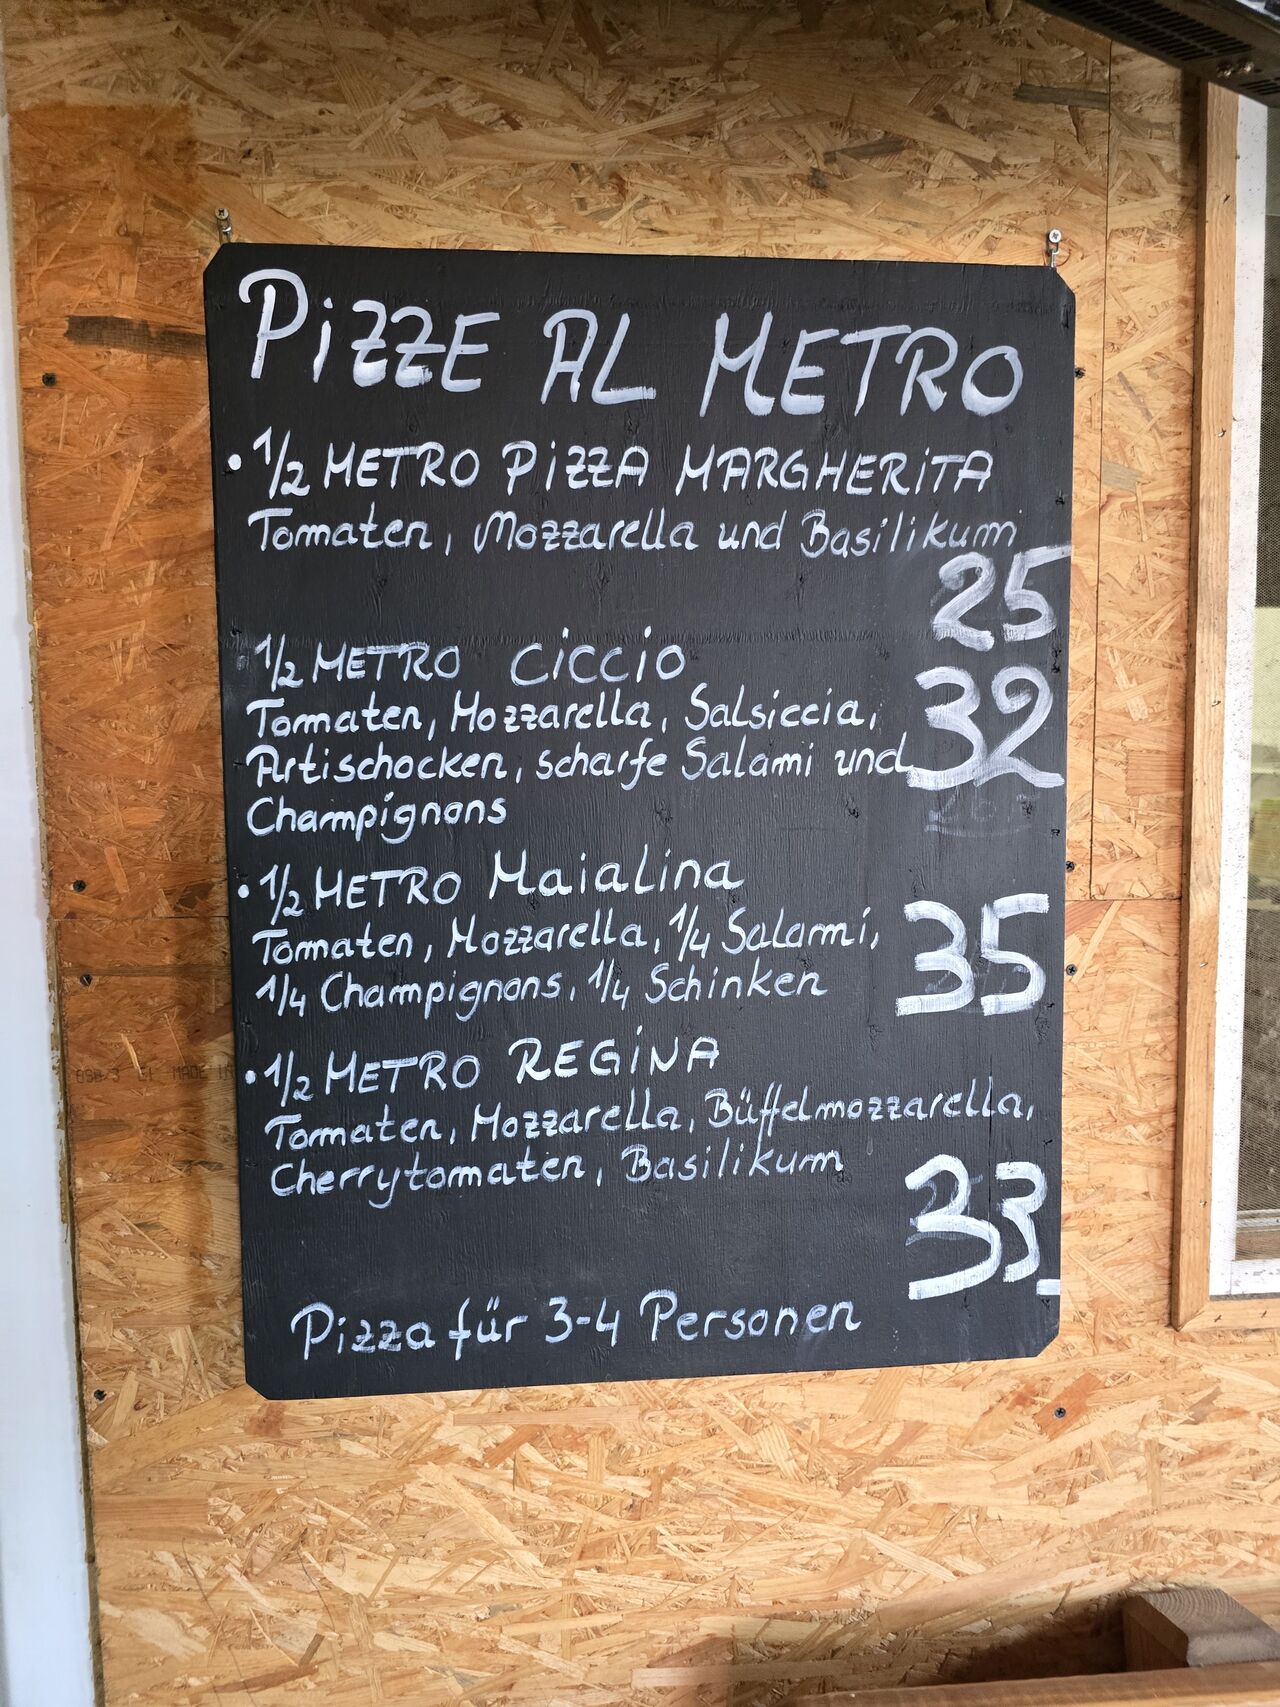 PiZZE AL METRO
• 1/2 METRO PiZZA MARGHERiTA
Tomaten, Mozzarella und Basilikum
25
1/2 METRO CiCCiO
Tomaten, Mozzarella, Salsiccia,
32
Artischocken, scharfe Salami und
Champignons
• 1/2 METRO Maialina
Tomaten, Mozzarella, 1/4 Salami,
35
1/4 Champignons, 1/4 Schinken
• 1/2 METRO REGiNA
Tomaten, Mozzarella, Büffelmozzarella,
Cherrytomaten, Basilikum
33
Pizza für 3-4 Personen